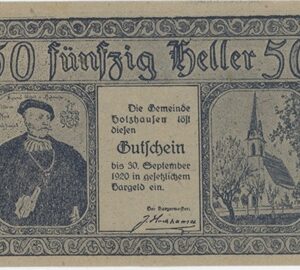 50 fünfzig Heller 50
Die Gemeinde
Holzhausen löst
diesen
Gutschein
bis 30. September
1920 in gesetzlichem
Bargeld ein.
Der Bürgermeister: